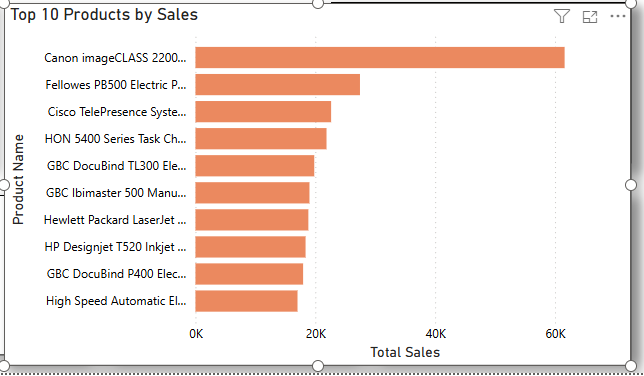 Top 10 Products by Sales
Product Name
Canon imageCLASS 2200...
Fellowes PB500 Electric P...
Cisco TelePresence Syste...
HON 5400 Series Task Ch...
GBC DocuBind TL300 Ele...
GBC Ibimaster 500 Manu...
Hewlett Packard LaserJet ...
HP Designjet T520 Inkjet ...
GBC DocuBind P400 Elec...
High Speed Automatic El...
0K 20K 40K 60K
Total Sales